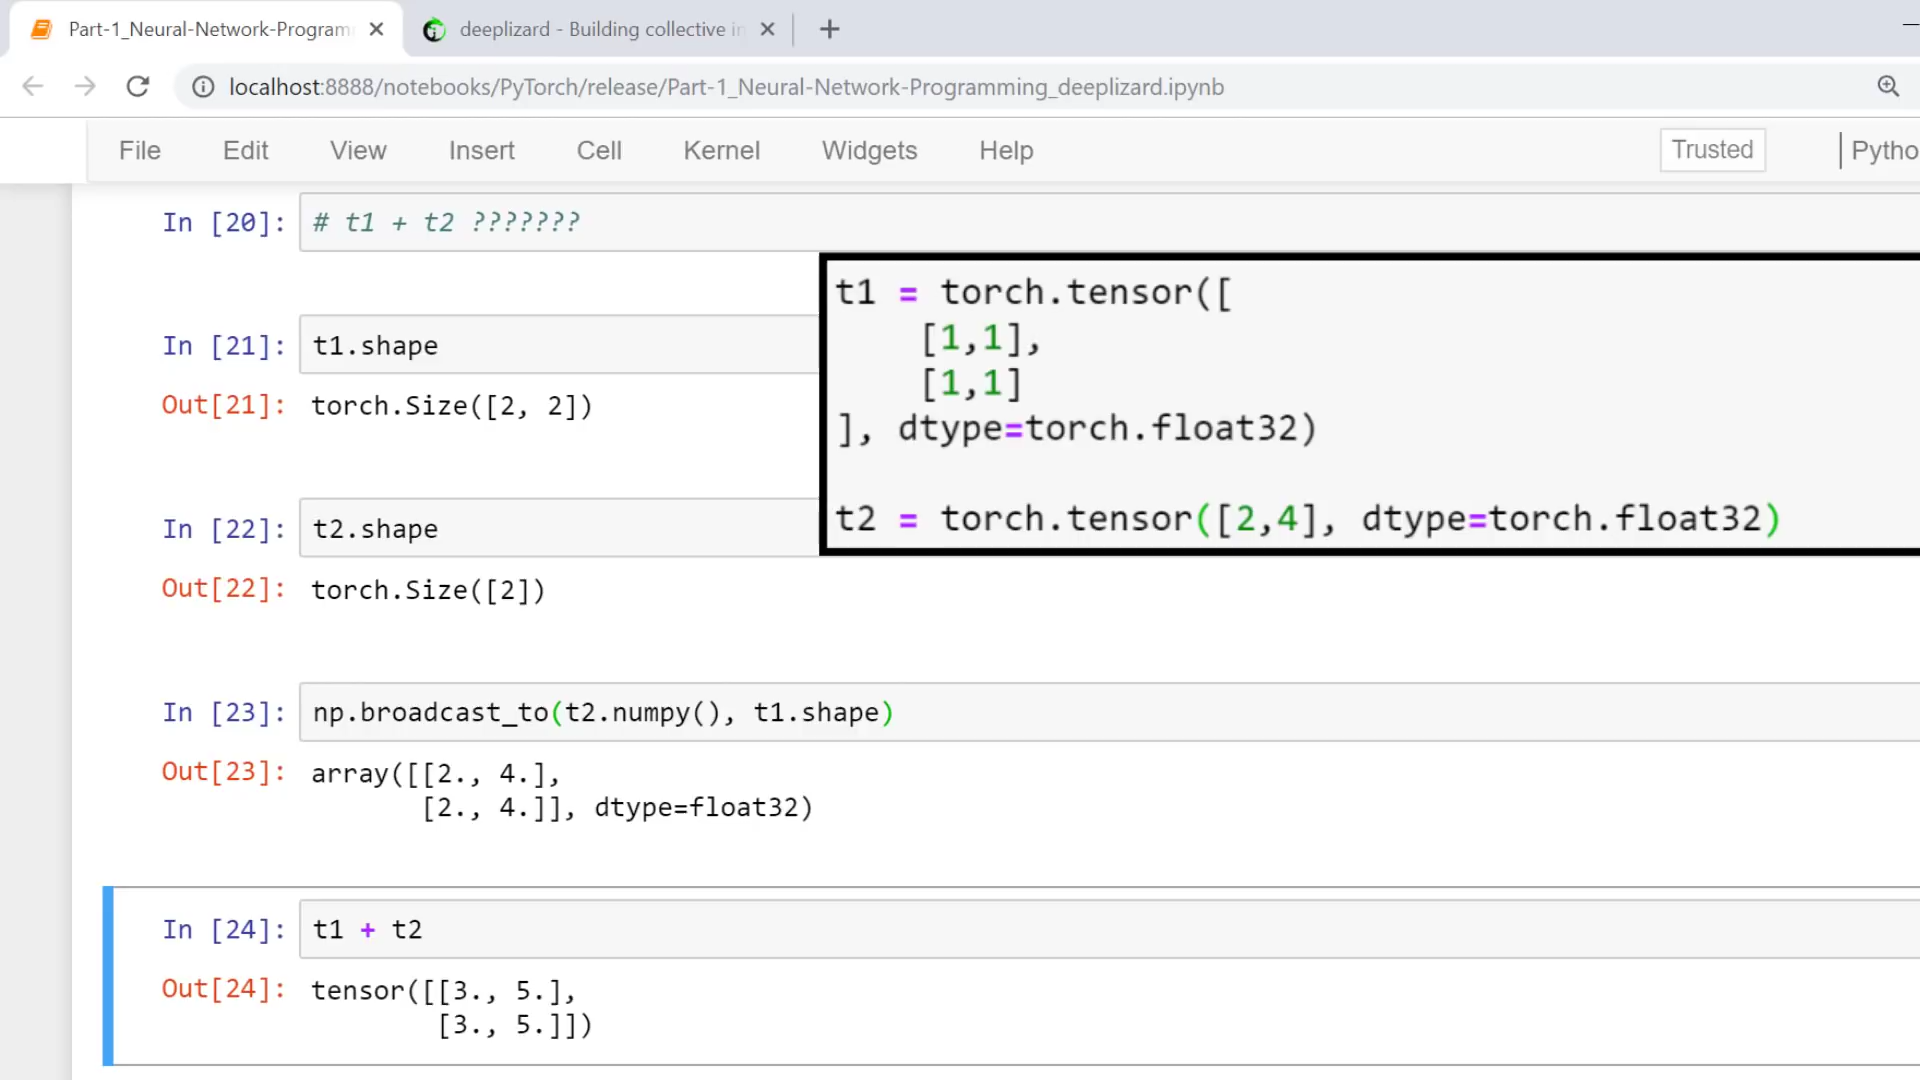 Part-1_Neural-Network-Program
deeplizard - Building collective in
localhost:8888/notebooks/PyTorch/release/Part-1_Neural-Network-Programming_deeplizard.ipynb
File Edit View Insert Cell Kernel Widgets Help Trusted Pytho
In [20]: # t1 + t2 ???????
t1 = torch.tensor([
[1,1],
[1,1]
], dtype=torch.float32)
t2 = torch.tensor([2,4], dtype=torch.float32)
In [21]: t1.shape
Out[21]: torch.Size([2, 2])
In [22]: t2.shape
Out[22]: torch.Size([2])
In [23]: np.broadcast_to(t2.numpy(), t1.shape)
Out[23]: array([[2., 4.],
[2., 4.]], dtype=float32)
In [24]: t1 + t2
Out[24]: tensor([[3., 5.],
[3., 5.]])